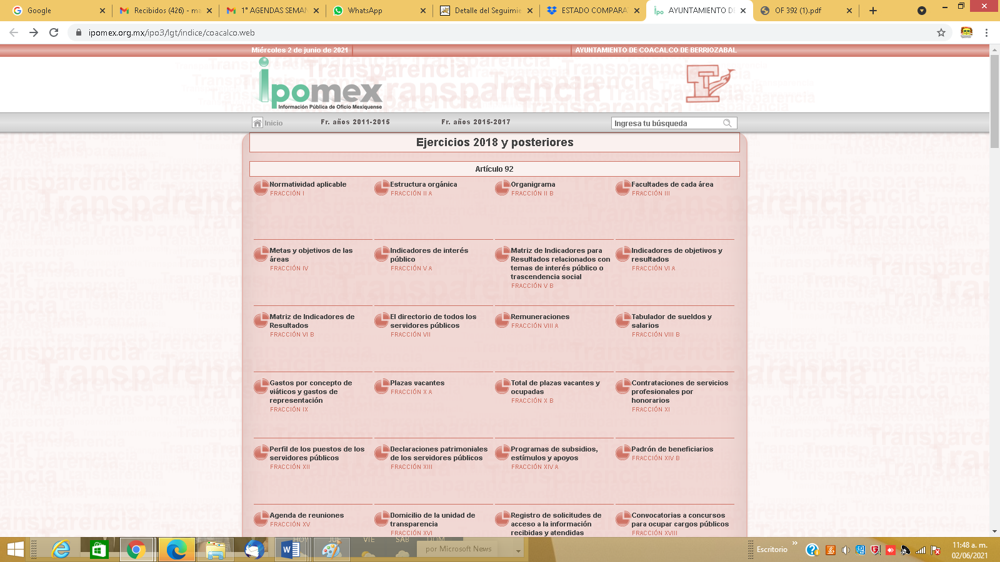 Google
Recibidos (426) - ma
1° AGENDAS SEMAN
WhatsApp
Detalle del Seguimie
ESTADO COMPARA
AYUNTAMIENTO DE
OF 392 (1).pdf
ipomex.org.mx/ipo3/lgt/indice/coacalco.web
Miércoles 2 de junio de 2021
AYUNTAMIENTO DE COACALCO DE BERRIOZABAL
ipomex
Información Pública de Oficio Mexiquense
Inicio
Fr. años 2011-2015
Fr. años 2015-2017
Ingresa tu búsqueda
Ejercicios 2018 y posteriores
Artículo 92
Normatividad aplicable
FRACCIÓN I
Estructura orgánica
FRACCIÓN II A
Organigrama
FRACCIÓN II B
Facultades de cada área
FRACCIÓN III
Metas y objetivos de las
áreas
FRACCIÓN IV
Indicadores de interés
público
FRACCIÓN V A
Matriz de Indicadores para
Resultados relacionados con
temas de interés público o
trascendencia social
FRACCIÓN V B
Indicadores de objetivos y
resultados
FRACCIÓN VI A
Matriz de Indicadores de
Resultados
FRACCIÓN VI B
El directorio de todos los
servidores públicos
FRACCIÓN VII
Remuneraciones
FRACCIÓN VIII A
Tabulador de sueldos y
salarios
FRACCIÓN VIII B
Gastos por concepto de
viáticos y gastos de
representación
FRACCIÓN IX
Plazas vacantes
FRACCIÓN X A
Total de plazas vacantes y
ocupadas
FRACCIÓN X B
Contrataciones de servicios
profesionales por
honorarios
FRACCIÓN XI
Perfil de los puestos de los
servidores públicos
FRACCIÓN XII
Declaraciones patrimoniales
de los servidores públicos
FRACCIÓN XIII
Programas de subsidios,
estímulos y apoyos
FRACCIÓN XIV A
Padrón de beneficiarios
FRACCIÓN XIV B
Agenda de reuniones
FRACCIÓN XV
Domicilio de la unidad de
transparencia
FRACCIÓN XVI
Registro de solicitudes de
acceso a la información
recibidas y atendidas
Convocatorias a concursos
para ocupar cargos públicos
FRACCIÓN XVIII
HOY JUE VIE SÁB DOM
por Microsoft News
Escritorio
11:48 a. m.
02/06/2021